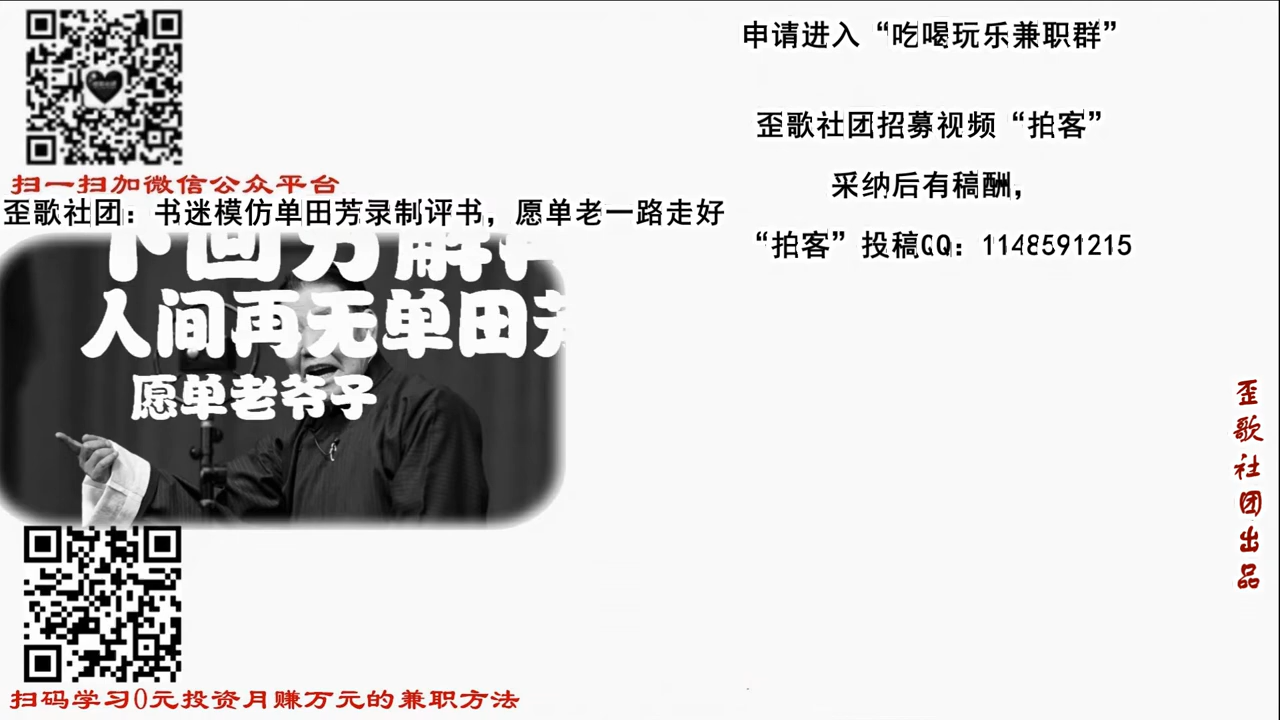 申请进入“吃喝玩乐兼职群”
歪歌社团招募视频“拍客”
采纳后有稿酬，
“拍客”投稿QQ：1148591215
扫一扫加微信公众平台
歪歌社团：书迷模仿单田芳录制评书，愿单老一路走好
下回分解
人间再无单田芳
愿单老爷子
扫码学习0元投资月赚万元的兼职方法
歪歌社团出品